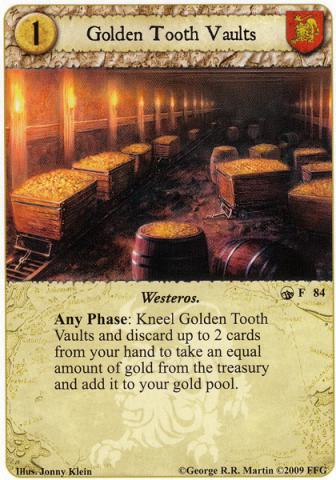 1
Golden Tooth Vaults
Westeros.
F 84
Any Phase: Kneel Golden Tooth
Vaults and discard up to 2 cards
from your hand to take an equal
amount of gold from the treasury
and add it to your gold pool.
Illus. Jonny Klein
©George R.R. Martin ©2009 FFG